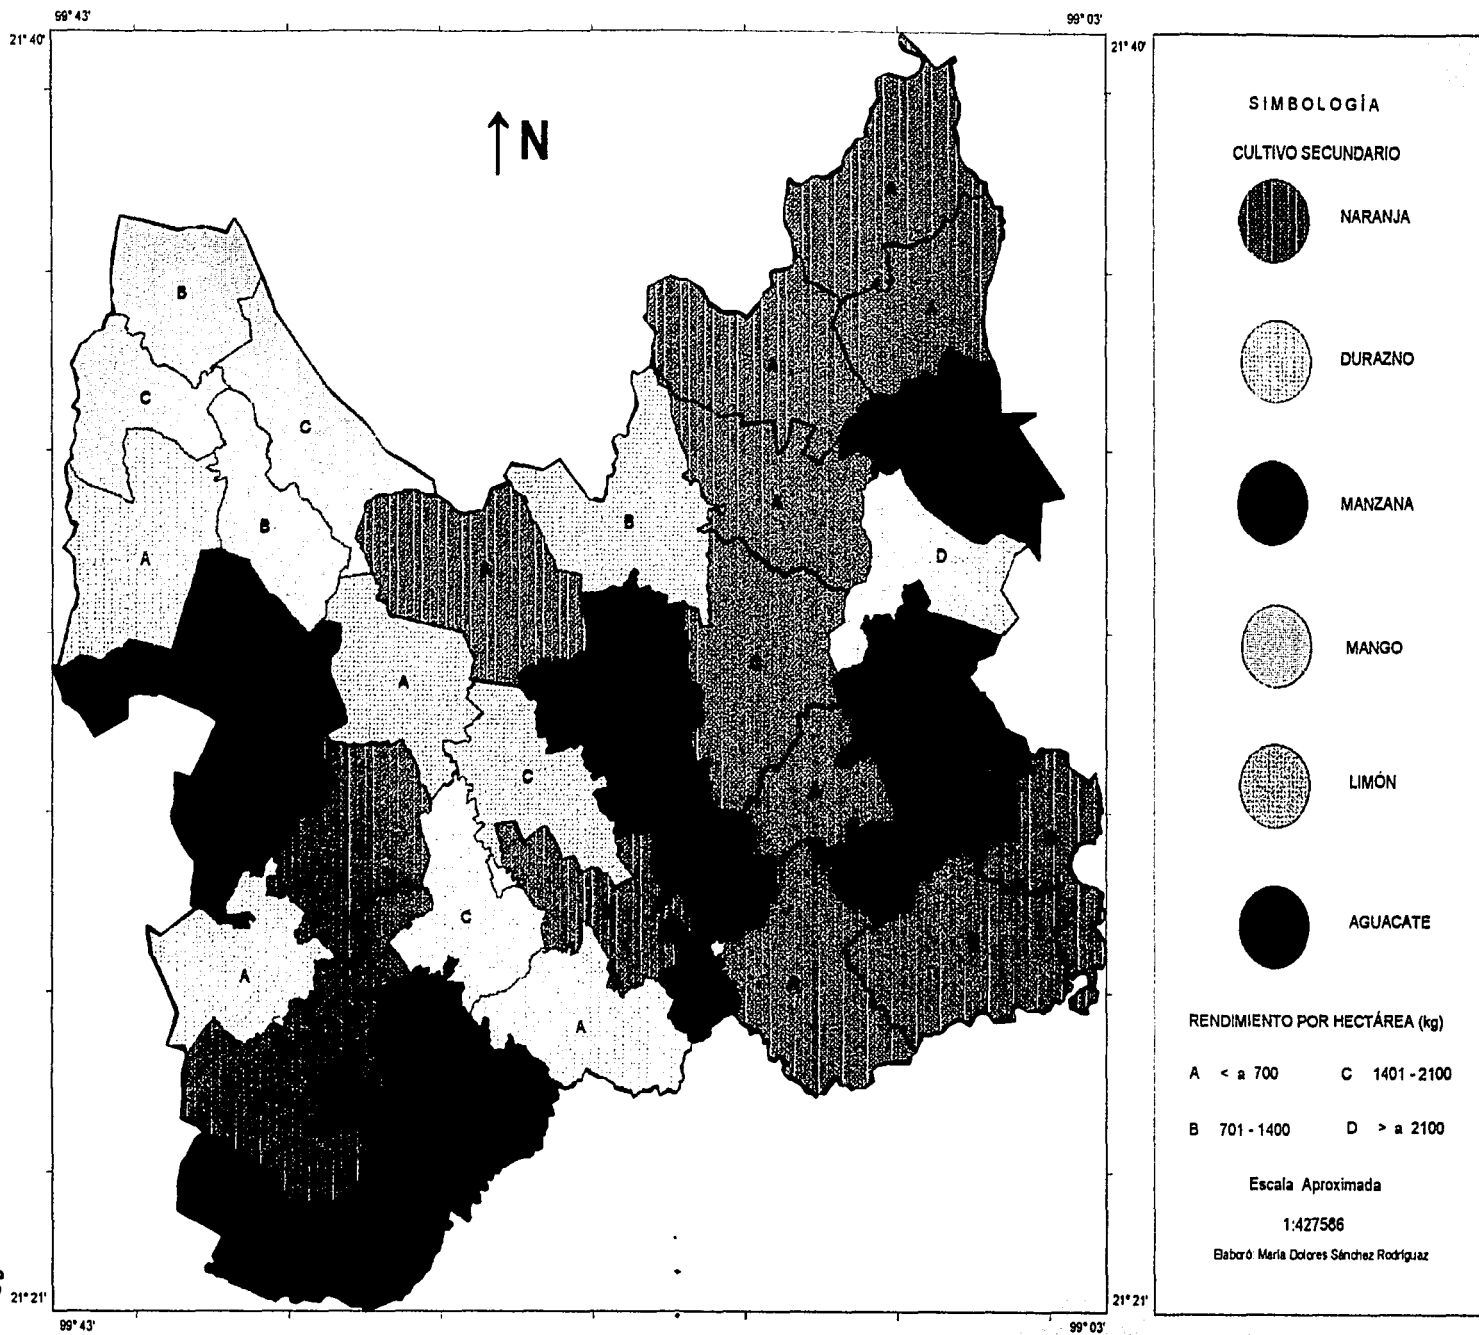 99° 43'
99° 03'
21° 40'
21° 40'
N
SIMBOLOGÍA
CULTIVO SECUNDARIO
NARANJA
DURAZNO
MANZANA
MANGO
LIMÓN
AGUACATE
RENDIMIENTO POR HECTÁREA (kg)
A < a 700 C 1401 - 2100
B 701 - 1400 D > a 2100
Escala Aproximada
1:427586
Elaboró: María Dolores Sánchez Rodríguaz
A
B
A
A
C
C
A
B
B
A
D
A
A
C
A
C
A
A
21° 21'
21° 21'
99° 43'
99° 03'